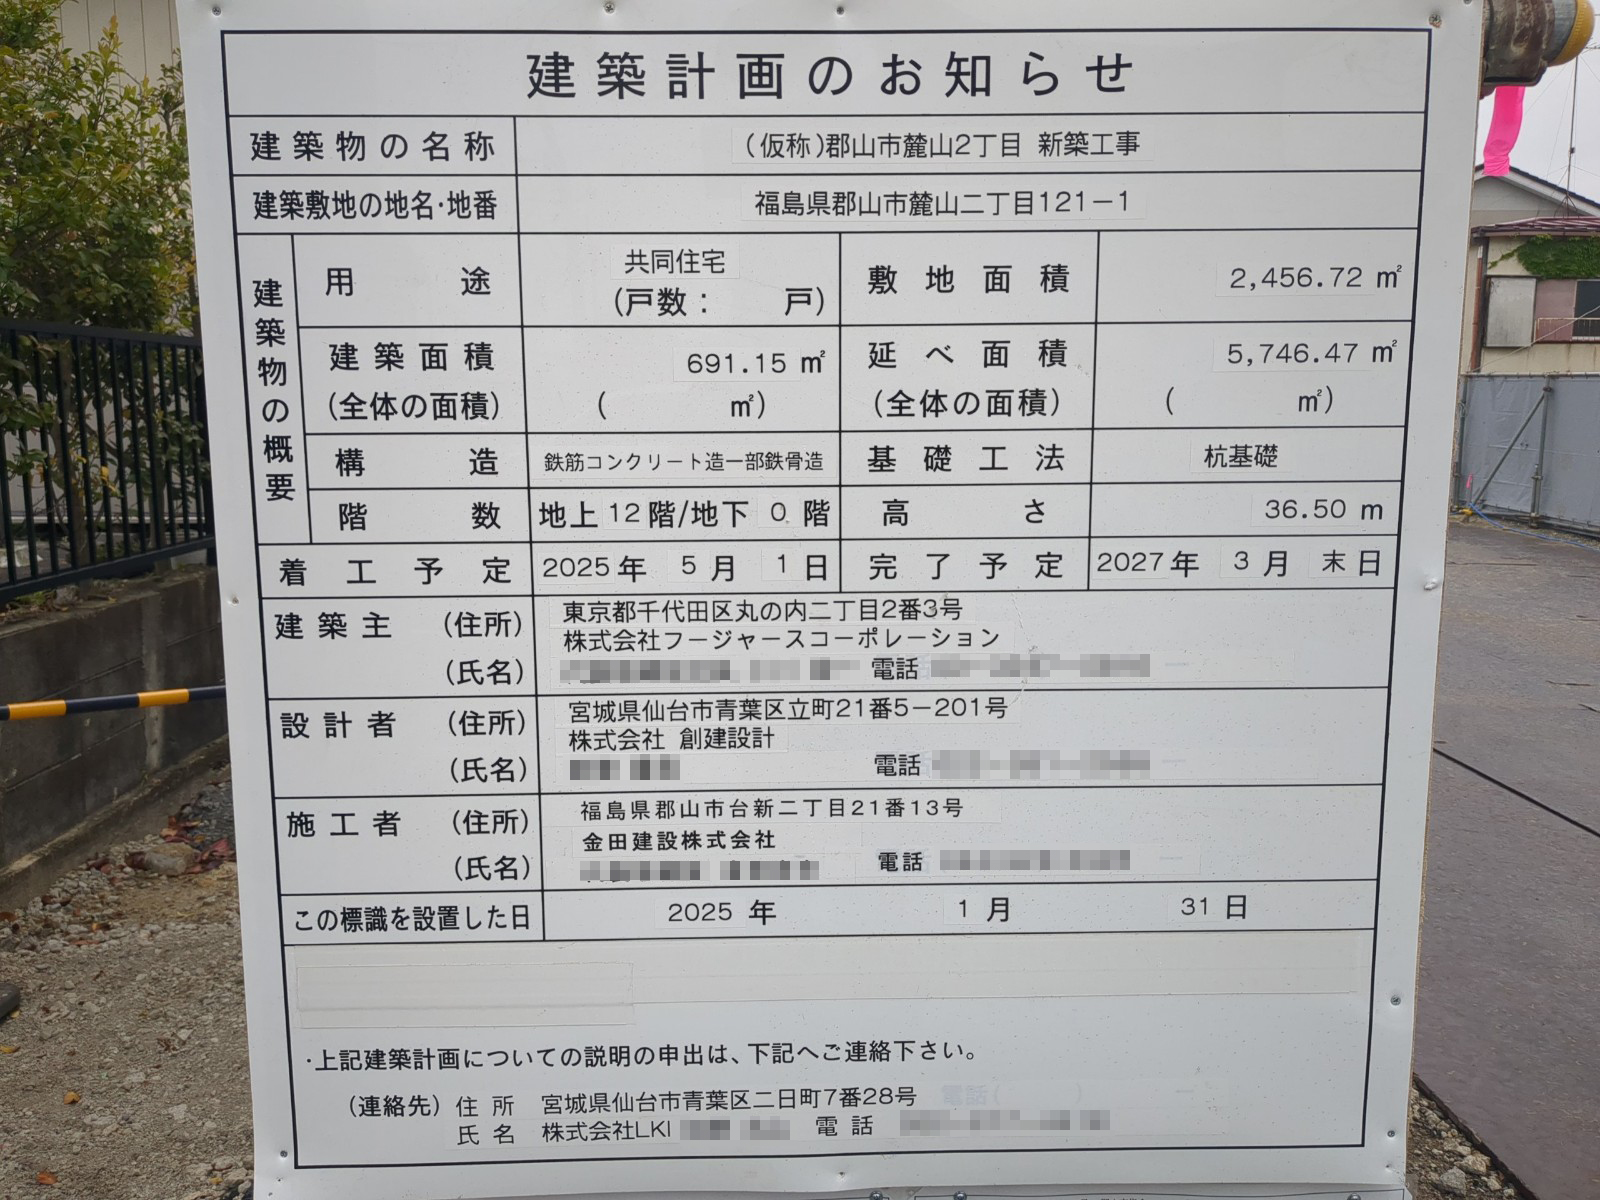 建築計画のお知らせ
建築物の名称 (仮称)郡山市麓山2丁目 新築工事
建築敷地の地名・地番 福島県郡山市麓山二丁目121－1
建築物の概要
用途 共同住宅 敷地面積 2,456.72 ㎡
(戸数： 戸)
建築面積 691.15 ㎡ 延べ面積 5,746.47 ㎡
(全体の面積) ( ㎡) (全体の面積) ( ㎡)
構造 鉄筋コンクリート造一部鉄骨造 基礎工法 杭基礎
階数 地上12階/地下 0 階 高さ 36.50 m
着工予定 2025年 5月 1日 完了予定 2027年 3月 末日
建築主 (住所) 東京都千代田区丸の内二丁目2番3号
株式会社フージャースコーポレーション
(氏名) 電話
設計者 (住所) 宮城県仙台市青葉区立町21番5－201号
株式会社 創建設計
(氏名) 電話
施工者 (住所) 福島県郡山市台新二丁目21番13号
金田建設株式会社
(氏名) 電話
この標識を設置した日 2025 年 1 月 31 日
・上記建築計画についての説明の申出は、下記へご連絡下さい。
(連絡先) 住所 宮城県仙台市青葉区二日町7番28号 電話( )
氏名 株式会社LKI 電話